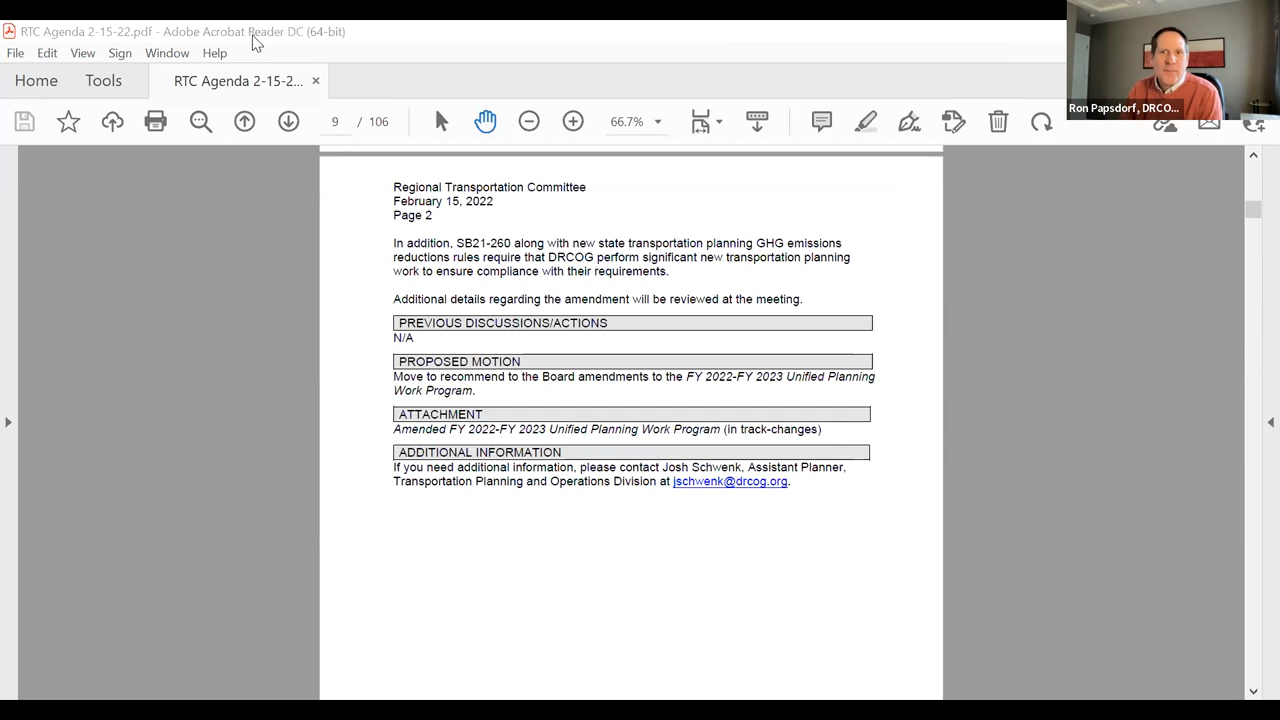 RTC Agenda 2-15-22.pdf - Adobe Acrobat Reader DC (64-bit)
File Edit View Sign Window Help
Home Tools RTC Agenda 2-15-2... ×
9 / 106 66.7%
Ron Papsdorf, DRCO...
Regional Transportation Committee
February 15, 2022
Page 2
In addition, SB21-260 along with new state transportation planning GHG emissions
reductions rules require that DRCOG perform significant new transportation planning
work to ensure compliance with their requirements.
Additional details regarding the amendment will be reviewed at the meeting.
PREVIOUS DISCUSSIONS/ACTIONS
N/A
PROPOSED MOTION
Move to recommend to the Board amendments to the FY 2022-FY 2023 Unified Planning
Work Program.
ATTACHMENT
Amended FY 2022-FY 2023 Unified Planning Work Program (in track-changes)
ADDITIONAL INFORMATION
If you need additional information, please contact Josh Schwenk, Assistant Planner,
Transportation Planning and Operations Division at jschwenk@drcog.org.